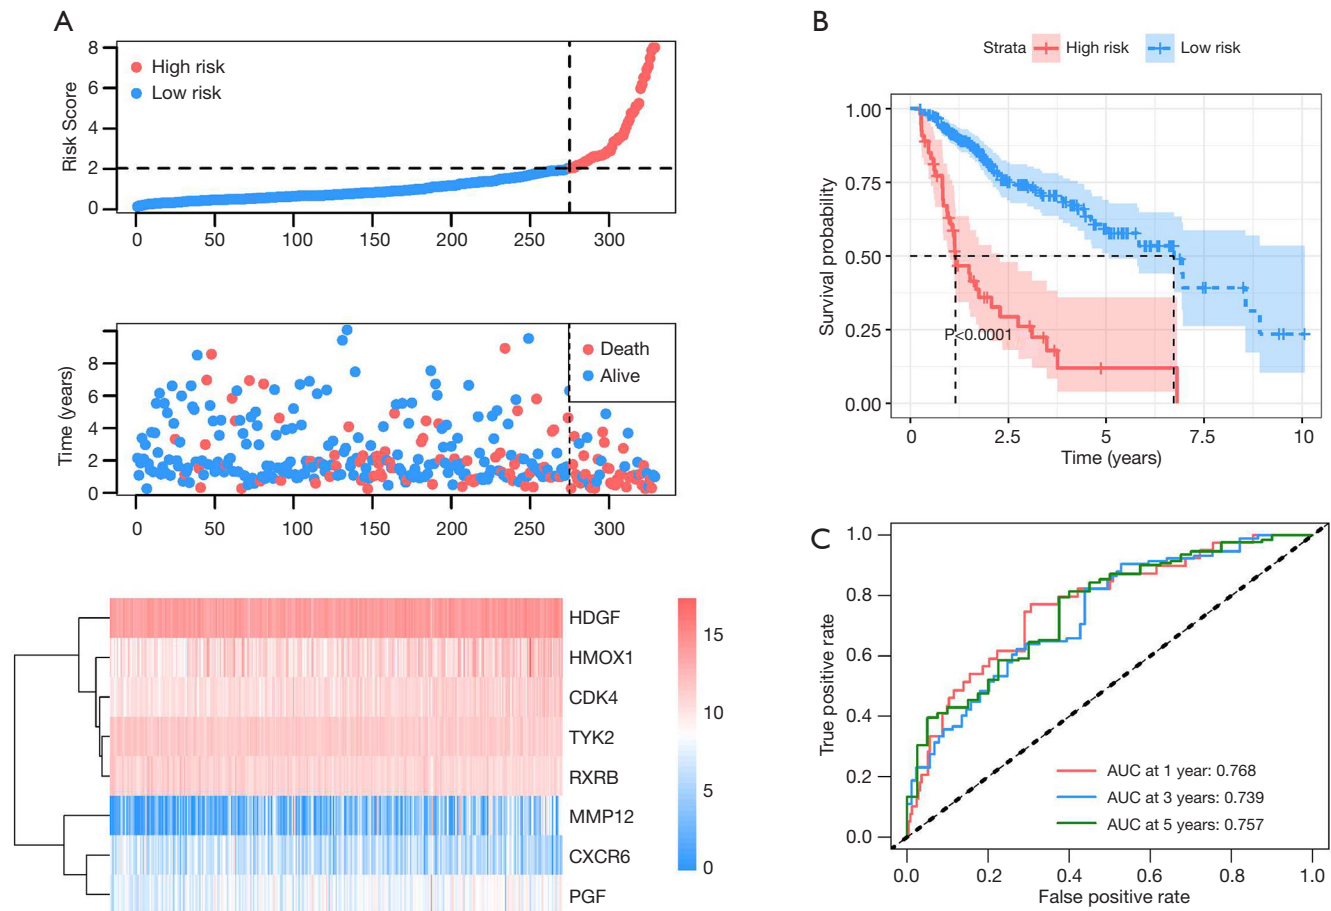 A
Risk Score
8
6
4
2
0
High risk
Low risk
0 50 100 150 200 250 300
Time (years)
8
6
4
2
0
Death
Alive
0 50 100 150 200 250 300
HDGF
HMOX1
CDK4
TYK2
RXRB
MMP12
CXCR6
PGF
15
10
5
0
B
Strata High risk Low risk
Survival probability
1.00
0.75
0.50
0.25
0.00
P<0.0001
0 2.5 5 7.5 10
Time (years)
C
True positive rate
1.0
0.8
0.6
0.4
0.2
0.0
AUC at 1 year: 0.768
AUC at 3 years: 0.739
AUC at 5 years: 0.757
0.0 0.2 0.4 0.6 0.8 1.0
False positive rate